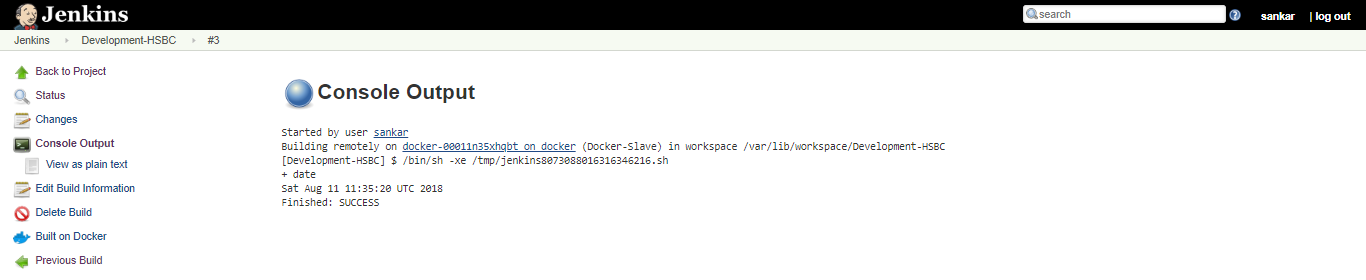 Jenkins
search
sankar
| log out
Jenkins
Development-HSBC
#3
Back to Project
Status
Changes
Console Output
View as plain text
Edit Build Information
Delete Build
Built on Docker
Previous Build
Console Output
Started by user sankar
Building remotely on docker-00011n35xhqbt on docker (Docker-Slave) in workspace /var/lib/workspace/Development-HSBC
[Development-HSBC] $ /bin/sh -xe /tmp/jenkins8073088016316346216.sh
+ date
Sat Aug 11 11:35:20 UTC 2018
Finished: SUCCESS